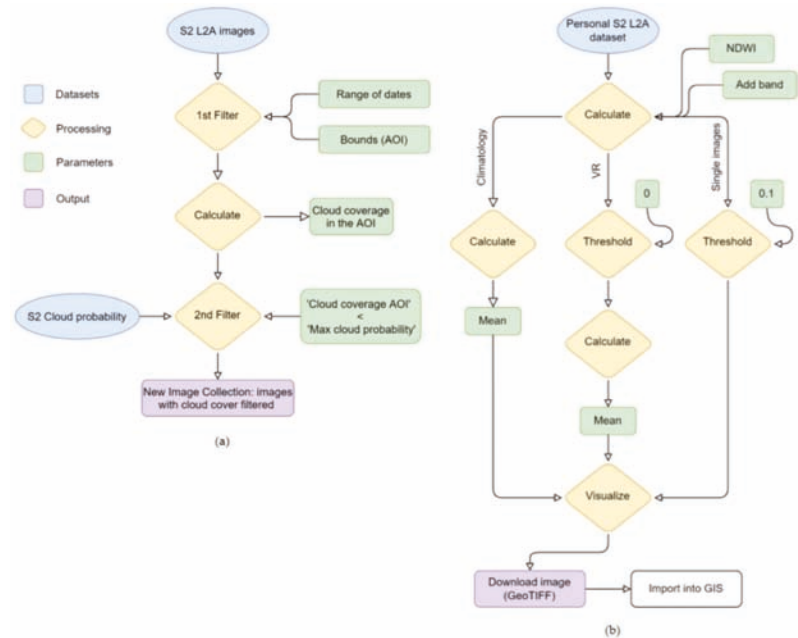 S2 L2A images
1st Filter
Range of dates
Bounds (AOI)
Datasets
Processing
Parameters
Output
Calculate
Cloud coverage
in the AOI
S2 Cloud probability
2nd Filter
'Cloud coverage AOI'
<
'Max cloud probability'
New Image Collection: images
with cloud cover filtered
(a)
Personal S2 L2A
dataset
NDWI
Add band
Calculate
Climatology
VR
Single images
0
0.1
Calculate
Threshold
Threshold
Mean
Calculate
Mean
Visualize
Download image
(GeoTIFF)
Import into GIS
(b)